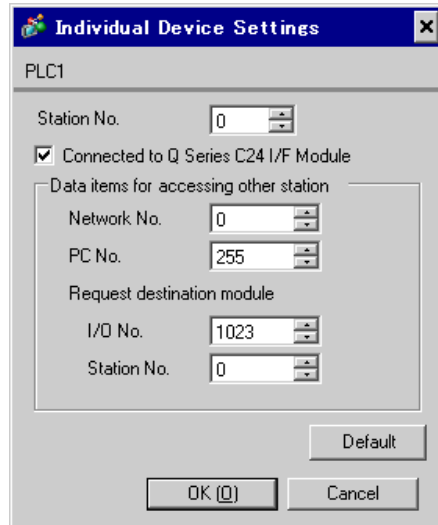 Individual Device Settings
PLC1
Station No. 0
Connected to Q Series C24 I/F Module
Data items for accessing other station
Network No. 0
PC No. 255
Request destination module
I/O No. 1023
Station No. 0
Default
OK (O) Cancel